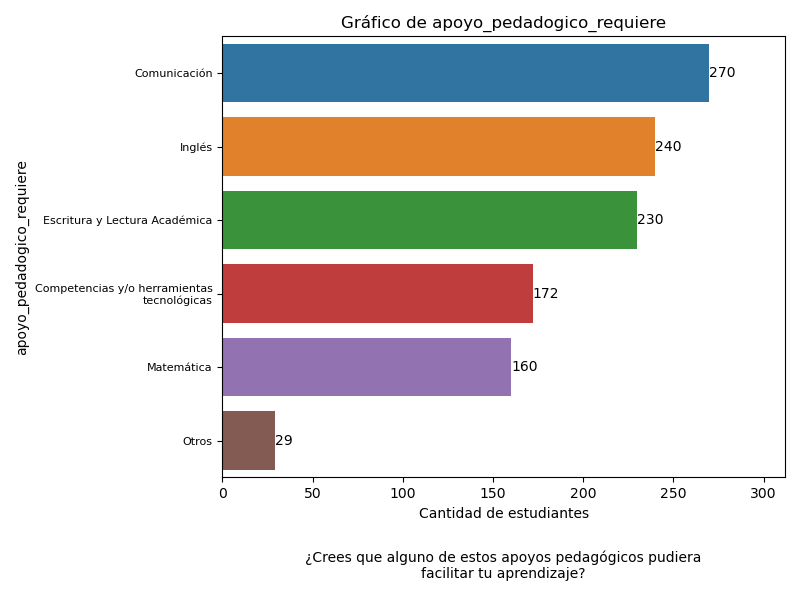 Gráfico de apoyo_pedadogico_requiere
apoyo_pedadogico_requiere
Comunicación
270
Inglés
240
Escritura y Lectura Académica
230
Competencias y/o herramientas
tecnológicas
172
Matemática
160
Otros
29
0 50 100 150 200 250 300
Cantidad de estudiantes
¿Crees que alguno de estos apoyos pedagógicos pudiera
facilitar tu aprendizaje?